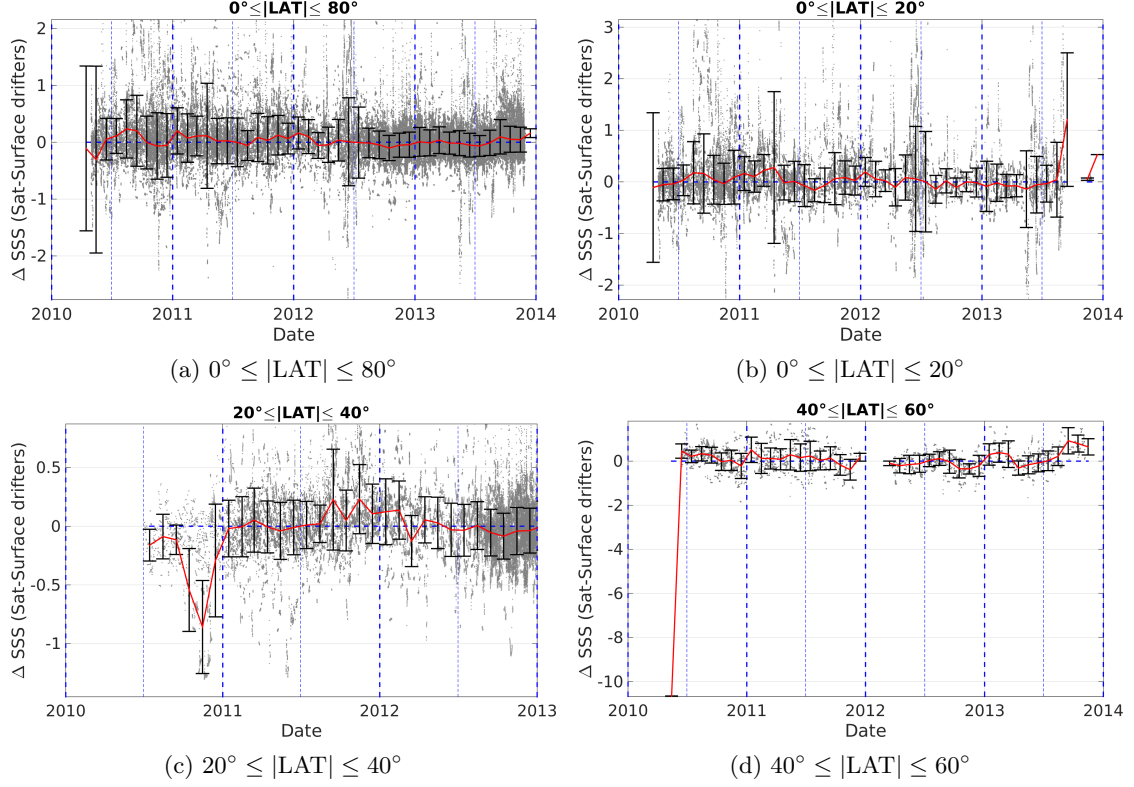 0°≤|LAT|≤ 80°
Δ SSS (Sat-Surface drifters)
2
1
0
-1
-2
2010 2011 2012 2013 2014
Date
(a) 0° ≤ |LAT| ≤ 80°
0°≤|LAT|≤ 20°
Δ SSS (Sat-Surface drifters)
3
2
1
0
-1
-2
2010 2011 2012 2013 2014
Date
(b) 0° ≤ |LAT| ≤ 20°
20°≤|LAT|≤ 40°
Δ SSS (Sat-Surface drifters)
0.5
0
-0.5
-1
2010 2011 2012 2013
Date
(c) 20° ≤ |LAT| ≤ 40°
40°≤|LAT|≤ 60°
Δ SSS (Sat-Surface drifters)
0
-2
-4
-6
-8
-10
2010 2011 2012 2013 2014
Date
(d) 40° ≤ |LAT| ≤ 60°